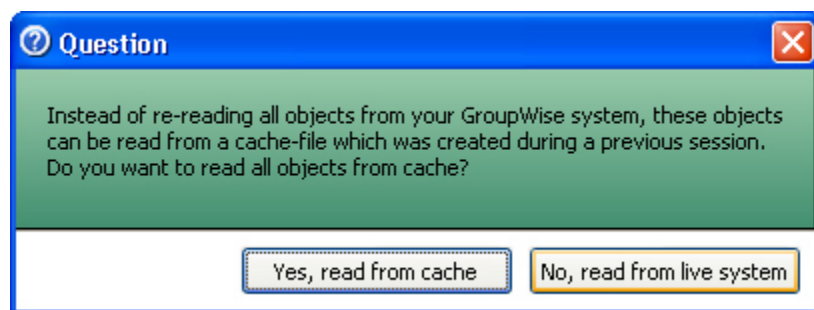 Question
Instead of re-reading all objects from your GroupWise system, these objects
can be read from a cache-file which was created during a previous session.
Do you want to read all objects from cache?
Yes, read from cache
No, read from live system